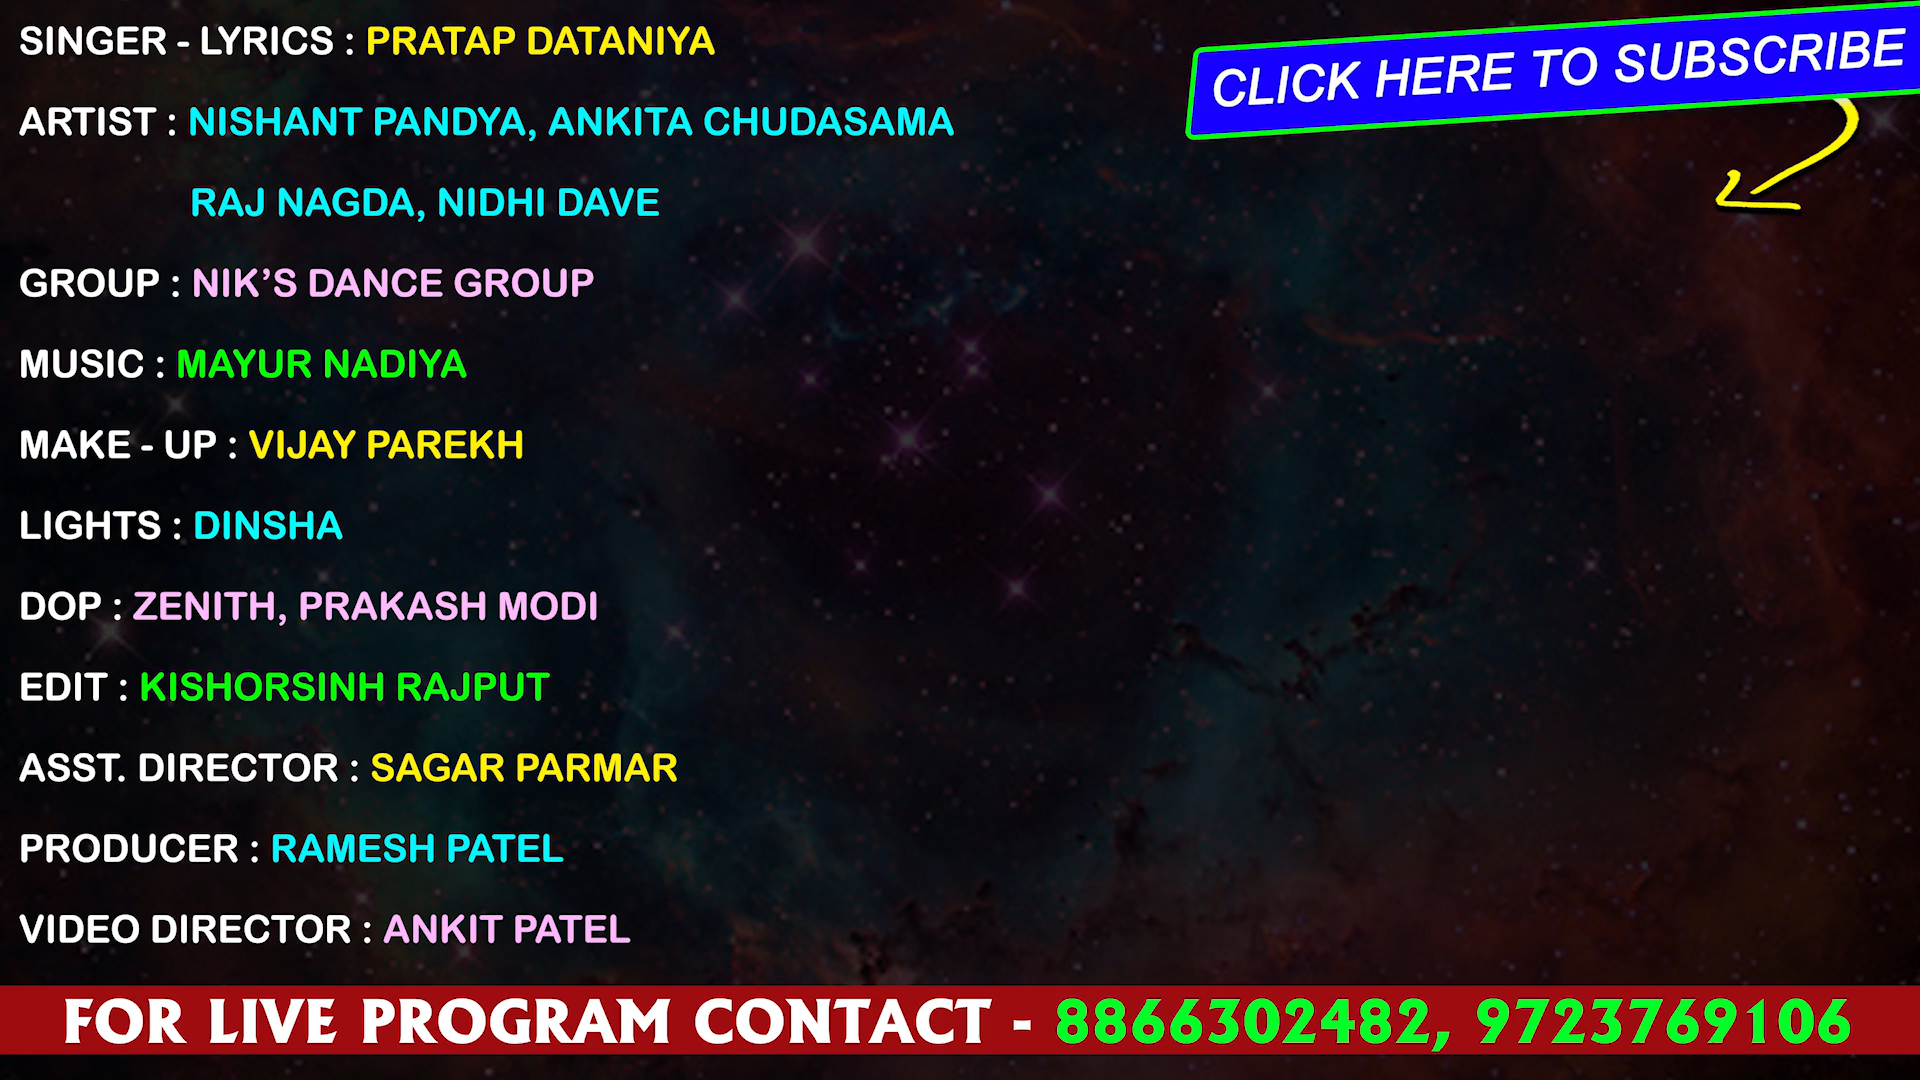 SINGER - LYRICS : PRATAP DATANIYA
CLICK HERE TO SUBSCRIBE
ARTIST : NISHANT PANDYA, ANKITA CHUDASAMA
RAJ NAGDA, NIDHI DAVE
GROUP : NIK’S DANCE GROUP
MUSIC : MAYUR NADIYA
MAKE - UP : VIJAY PAREKH
LIGHTS : DINSHA
DOP : ZENITH, PRAKASH MODI
EDIT : KISHORSINH RAJPUT
ASST. DIRECTOR : SAGAR PARMAR
PRODUCER : RAMESH PATEL
VIDEO DIRECTOR : ANKIT PATEL
FOR LIVE PROGRAM CONTACT - 8866302482, 9723769106